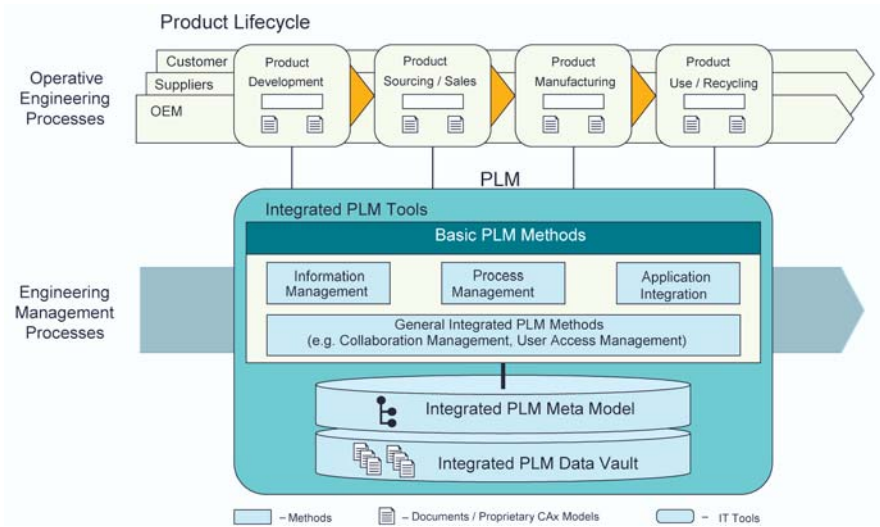 Product Lifecycle
Operative
Engineering
Processes
Customer
Suppliers
OEM
Product
Development
Product
Sourcing / Sales
Product
Manufacturing
Product
Use / Recycling
PLM
Integrated PLM Tools
Basic PLM Methods
Engineering
Management
Processes
Information
Management
Process
Management
Application
Integration
General Integrated PLM Methods
(e.g. Collaboration Management, User Access Management)
Integrated PLM Meta Model
Integrated PLM Data Vault
– Methods
– Documents / Proprietary CAx Models
– IT Tools